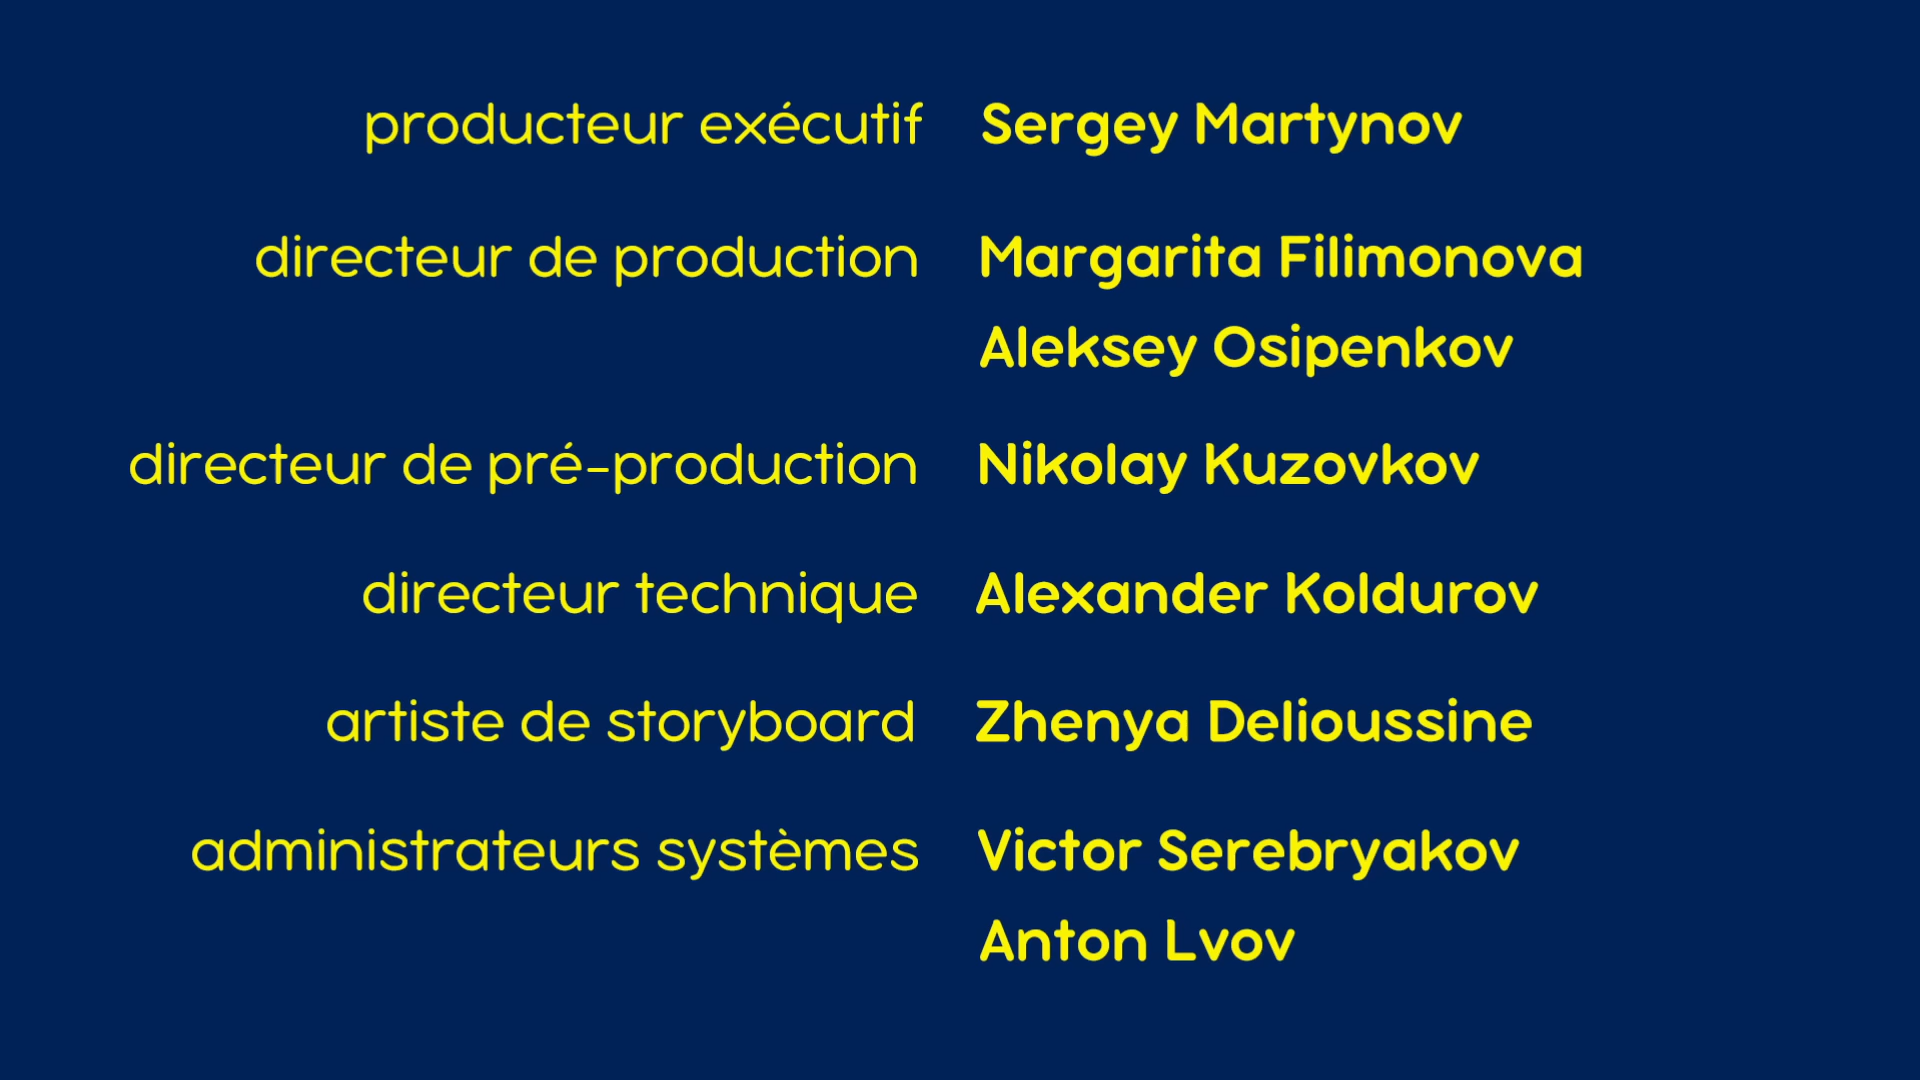 producteur exécutif Sergey Martynov
directeur de production Margarita Filimonova
Aleksey Osipenkov
directeur de pré-production Nikolay Kuzovkov
directeur technique Alexander Koldurov
artiste de storyboard Zhenya Delioussine
administrateurs systèmes Victor Serebryakov
Anton Lvov